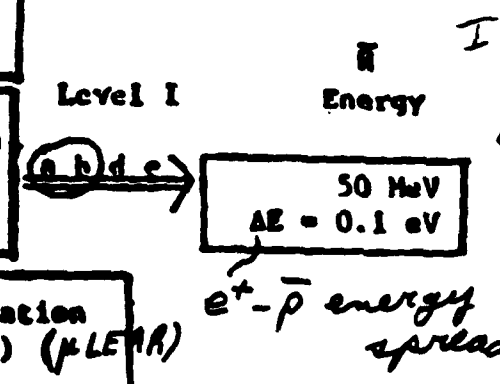 I
H̄
Level I
Energy
a b d e
50 MeV
ΔE = 0.1 eV
e⁺-p̄ energy
spread
ation
) (μLEAR)